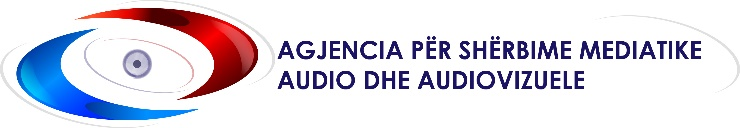 AGJENCIA PËR SHËRBIME MEDIATIKE
AUDIO DHE AUDIOVIZUELE